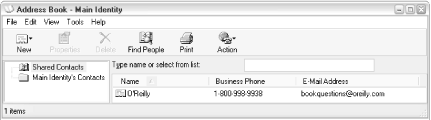 Address Book - Main Identity
File Edit View Tools Help
New Properties Delete Find People Print Action
Shared Contacts
Main Identity's Contacts
Type name or select from list:
Name Business Phone E-Mail Address
O'Reilly 1-800-998-9938 bookquestions@oreilly.com
1 items